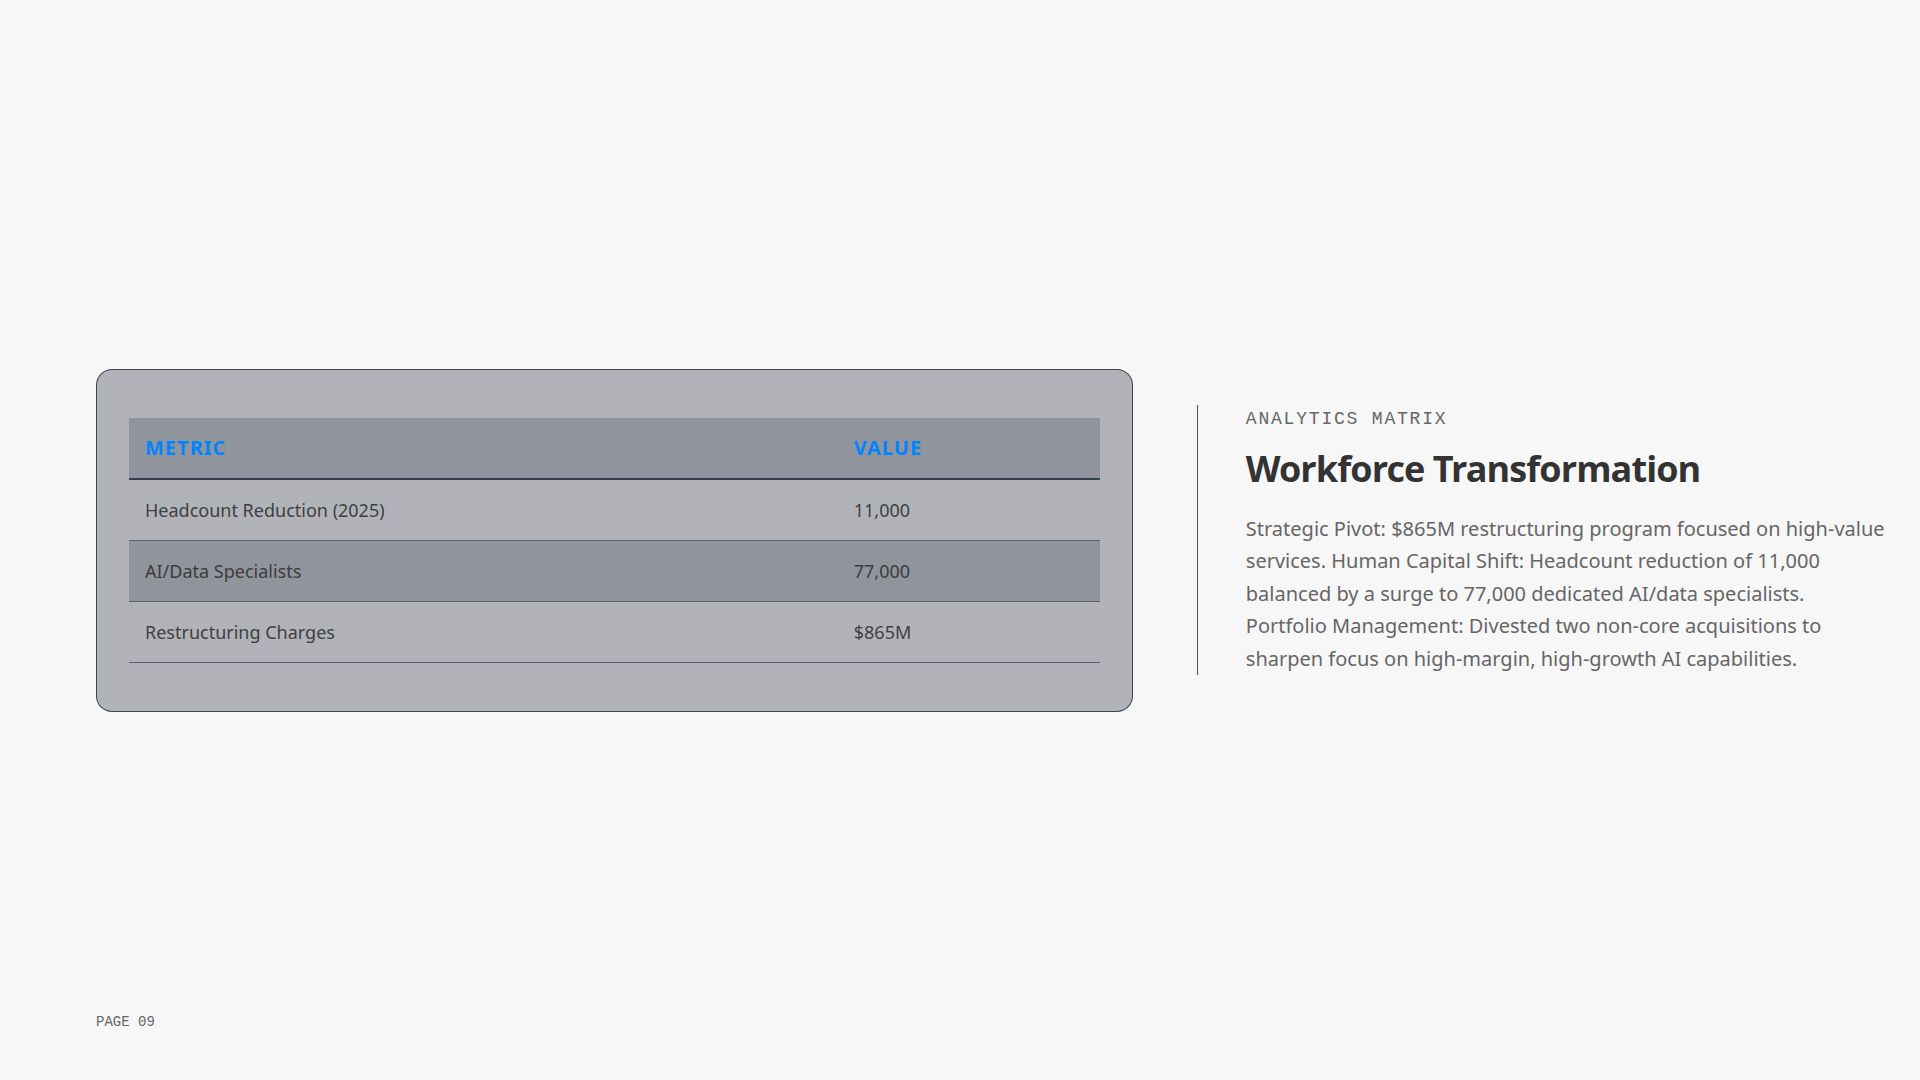 METRIC VALUE
Headcount Reduction (2025) 11,000
AI/Data Specialists 77,000
Restructuring Charges $865M
ANALYTICS MATRIX
Workforce Transformation
Strategic Pivot: $865M restructuring program focused on high-value
services. Human Capital Shift: Headcount reduction of 11,000
balanced by a surge to 77,000 dedicated AI/data specialists.
Portfolio Management: Divested two non-core acquisitions to
sharpen focus on high-margin, high-growth AI capabilities.
PAGE 09